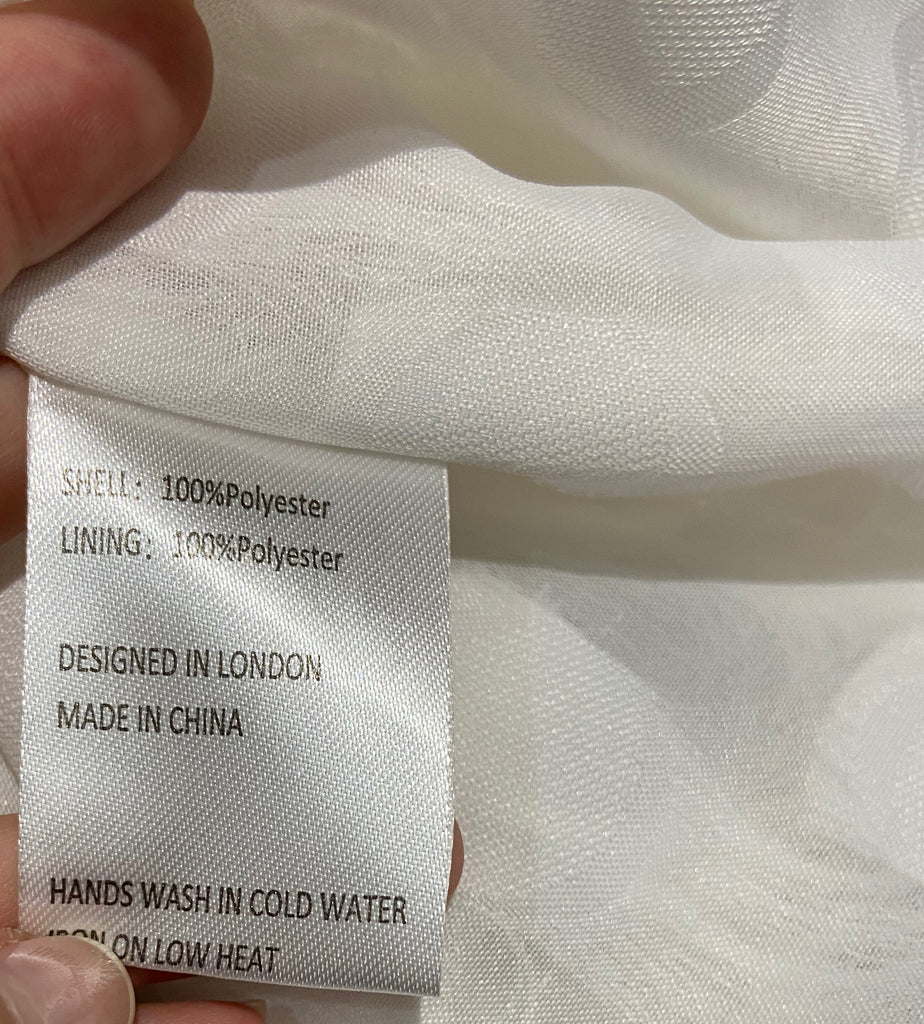 SHELL: 100%Polyester
LINING: 100%Polyester
DESIGNED IN LONDON
MADE IN CHINA
HANDS WASH IN COLD WATER
IRON ON LOW HEAT